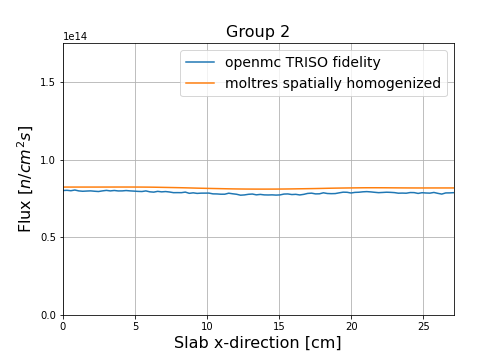 Group 2
1e14
openmc TRISO fidelity
moltres spatially homogenized
1.5
1.0
0.5
0.0
Flux [n/cm²s]
0 5 10 15 20 25
Slab x-direction [cm]